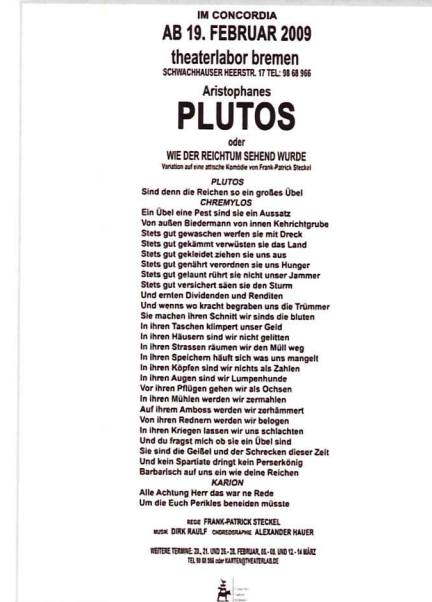 IM CONCORDIA
AB 19. FEBRUAR 2009
theaterlabor bremen
SCHWACHHAUSER HEERSTR. 17 TEL: 98 68 966
Aristophanes
PLUTOS
oder
WIE DER REICHTUM SEHEND WURDE
Variation auf eine attische Komödie von Frank-Patrick Steckel
PLUTOS
Sind denn die Reichen so ein großes Übel
CHREMYLOS
Ein Übel eine Pest sind sie ein Aussatz
Von außen Biedermann von innen Kehrichtgrube
Stets gut gewaschen werfen sie mit Dreck
Stets gut gekämmt verwüsten sie das Land
Stets gut gekleidet ziehen sie uns aus
Stets gut genährt verordnen sie uns Hunger
Stets gut gelaunt rührt sie nicht unser Jammer
Stets gut versichert säen sie den Sturm
Und ernten Dividenden und Renditen
Und wenns wo kracht begraben uns die Trümmer
Sie machen ihren Schnitt wir sinds die bluten
In ihren Taschen klimpert unser Geld
In ihren Häusern sind wir nicht gelitten
In ihren Strassen räumen wir den Müll weg
In ihren Speichern häuft sich was uns mangelt
In ihren Köpfen sind wir nichts als Zahlen
In ihren Augen sind wir Lumpenhunde
Vor ihren Pflügen gehen wir als Ochsen
In ihren Mühlen werden wir zermahlen
Auf ihrem Amboss werden wir zerhämmert
Von ihren Rednern werden wir belogen
In ihren Kriegen lassen wir uns schlachten
Und du fragst mich ob sie ein Übel sind
Sie sind die Geißel und der Schrecken dieser Zeit
Und kein Spartiate dringt kein Perserkönig
Barbarisch auf uns ein wie deine Reichen
KARION
Alle Achtung Herr das war ne Rede
Um die Euch Perikles beneiden müsste
REGIE FRANK-PATRICK STECKEL
MUSIK DIRK RAULF CHOREOGRAPHIE ALEXANDER HAUER
WEITERE TERMINE: 20., 21. UND 26.- 28. FEBRUAR, 05.- 08. UND 12.- 14 MÄRZ
TEL 98 68 966 oder KARTEN@THEATERLAB.DE